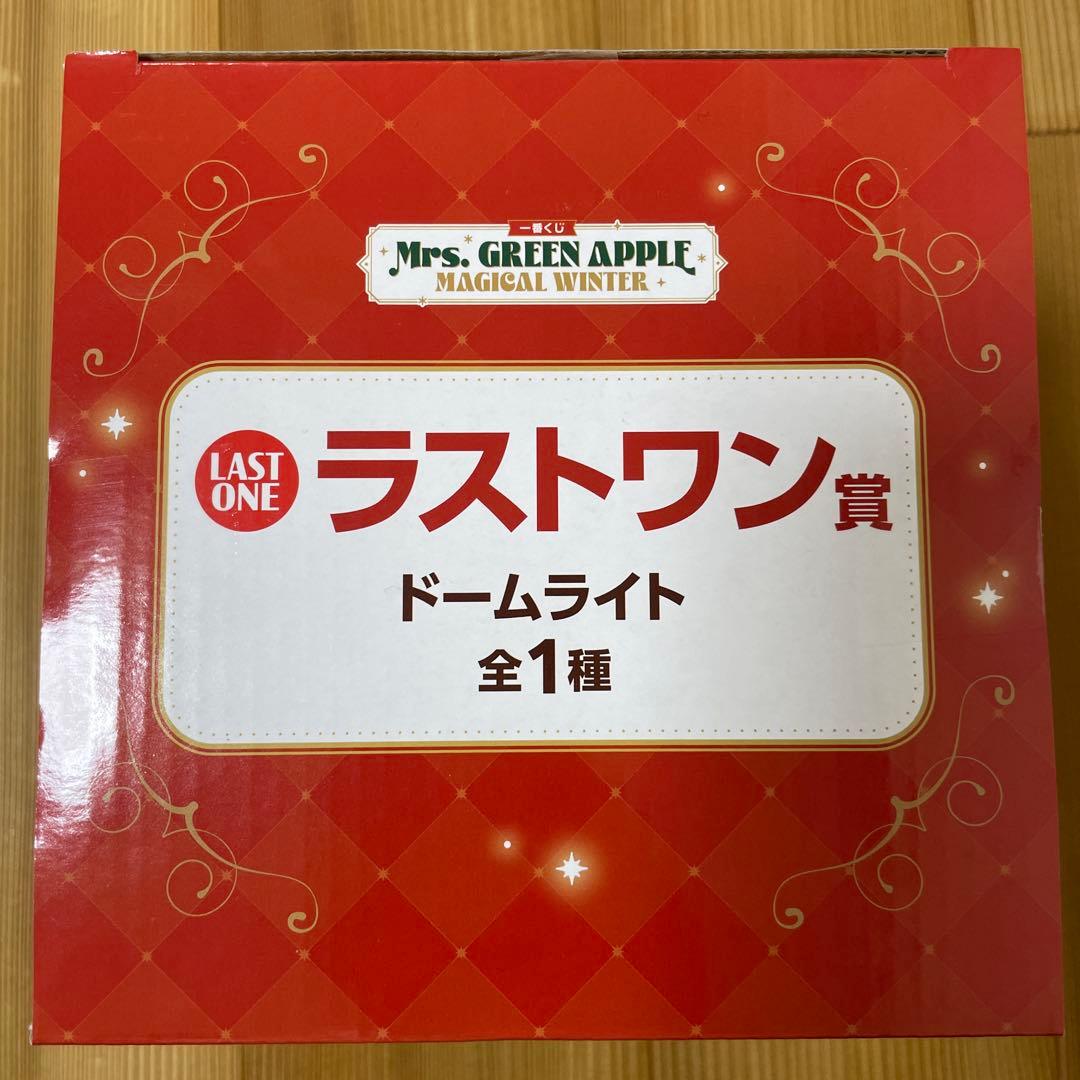 一番くじ
Mrs. GREEN APPLE
MAGICAL WINTER
LAST
ONE
ラストワン賞
ドームライト
全1種